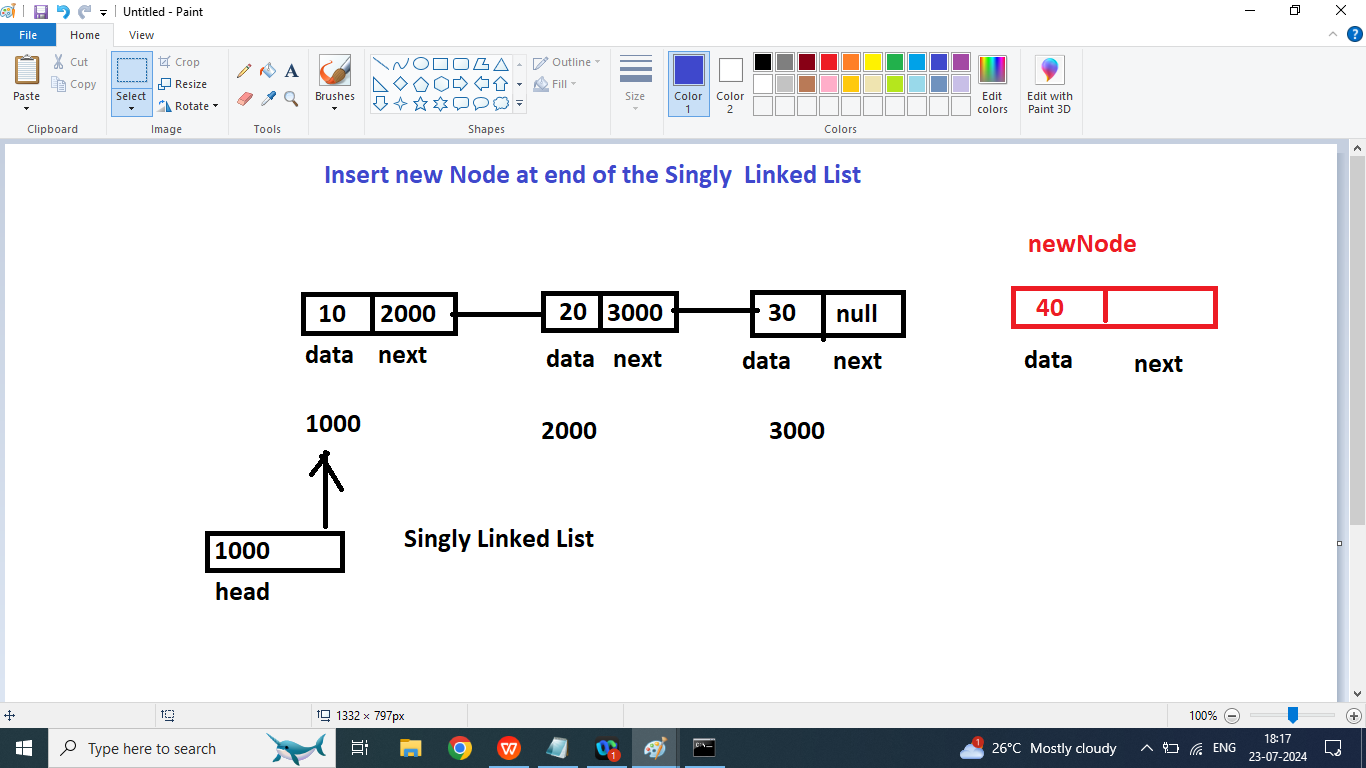 Untitled - Paint
File Home View
Paste
Cut
Copy
Clipboard
Select
Crop
Resize
Rotate
Image
Tools
Brushes
Shapes
Outline
Fill
Size
Color 1
Color 2
Edit colors
Colors
Edit with Paint 3D
Insert new Node at end of the Singly Linked List
newNode
10 2000 20 3000 30 null 40
data next data next data next data next
1000 2000 3000
1000 Singly Linked List
head
1332 × 797px 100%
Type here to search 1 1 26°C Mostly cloudy ENG 18:17
23-07-2024